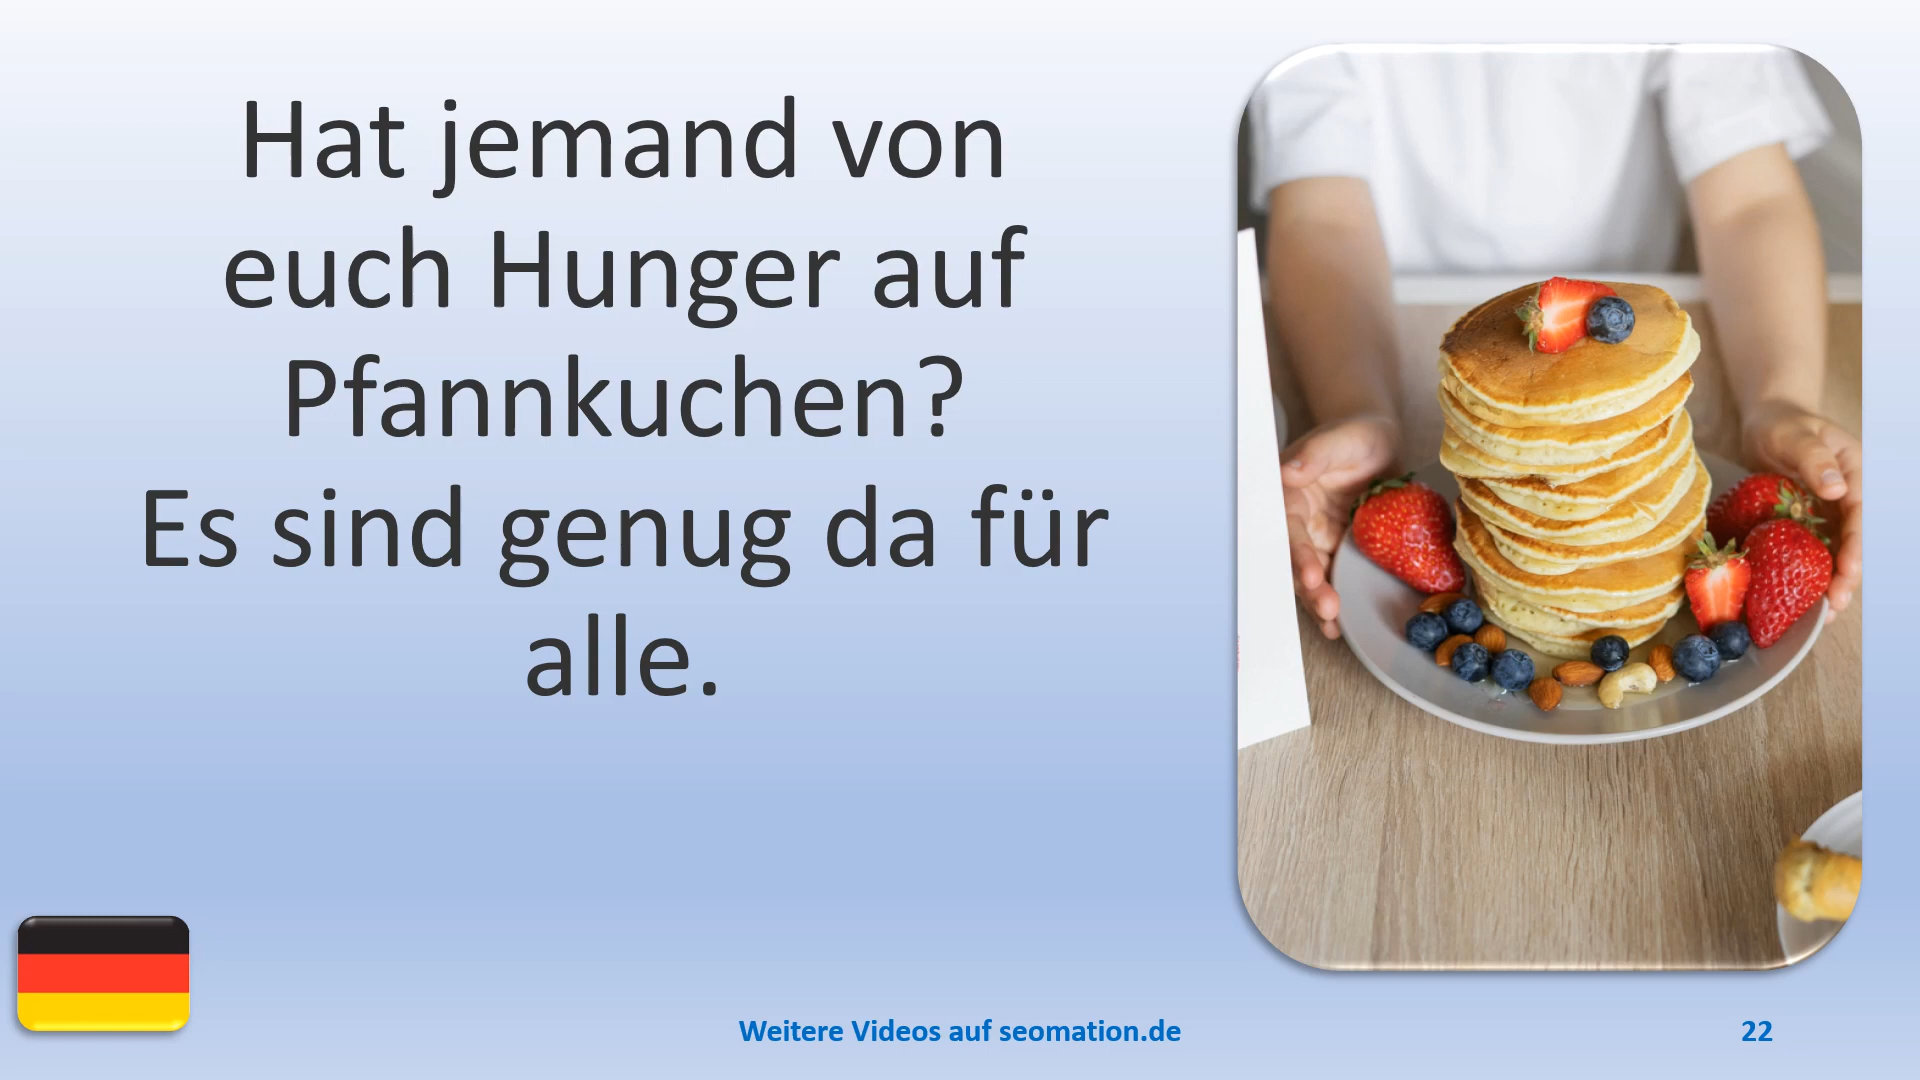 Hat jemand von
euch Hunger auf
Pfannkuchen?
Es sind genug da für
alle.
Weitere Videos auf seomation.de
22